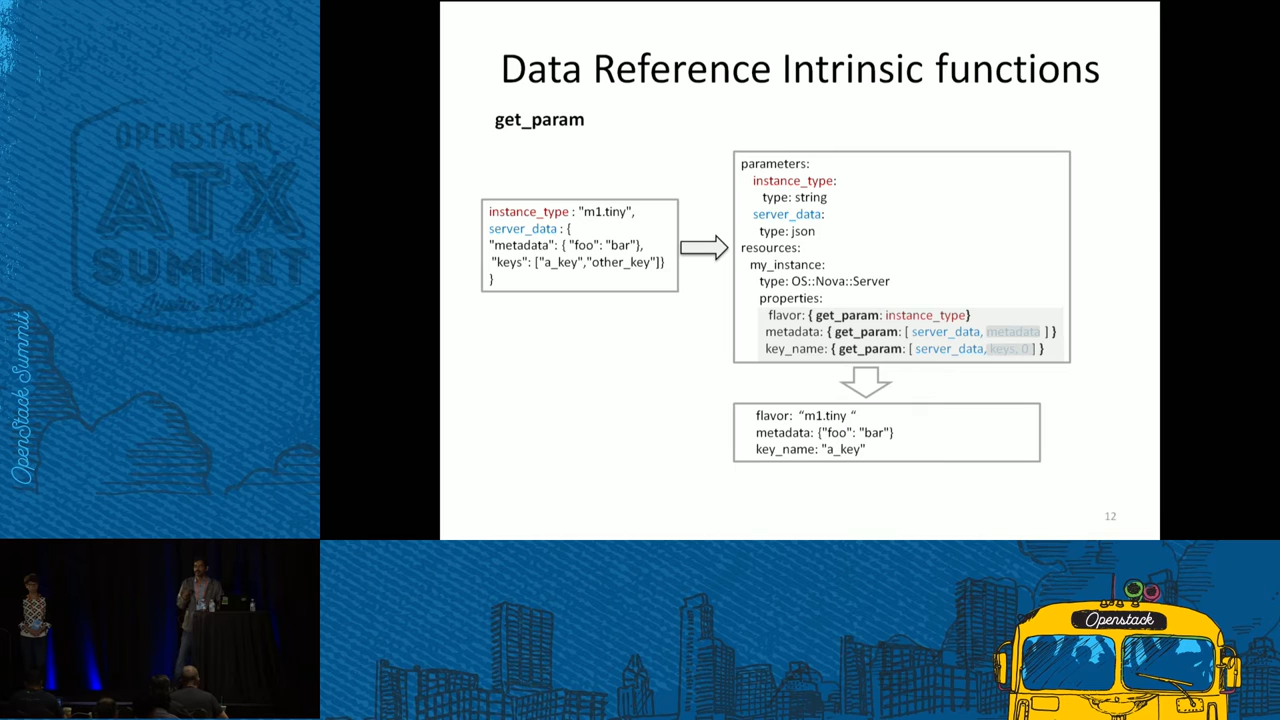 Data Reference Intrinsic functions
get_param
instance_type : "m1.tiny",
server_data : {
"metadata": { "foo": "bar"},
"keys": ["a_key","other_key"]}
}
parameters:
instance_type:
type: string
server_data:
type: json
resources:
my_instance:
type: OS::Nova::Server
properties:
flavor: { get_param: instance_type}
metadata: { get_param: [ server_data, metadata ] }
key_name: { get_param: [ server_data, keys, 0 ] }
flavor: “m1.tiny “
metadata: {"foo": "bar"}
key_name: "a_key"
12
OPENSTACK
ATX
SUMMIT
OpenStack Summit
Openstack